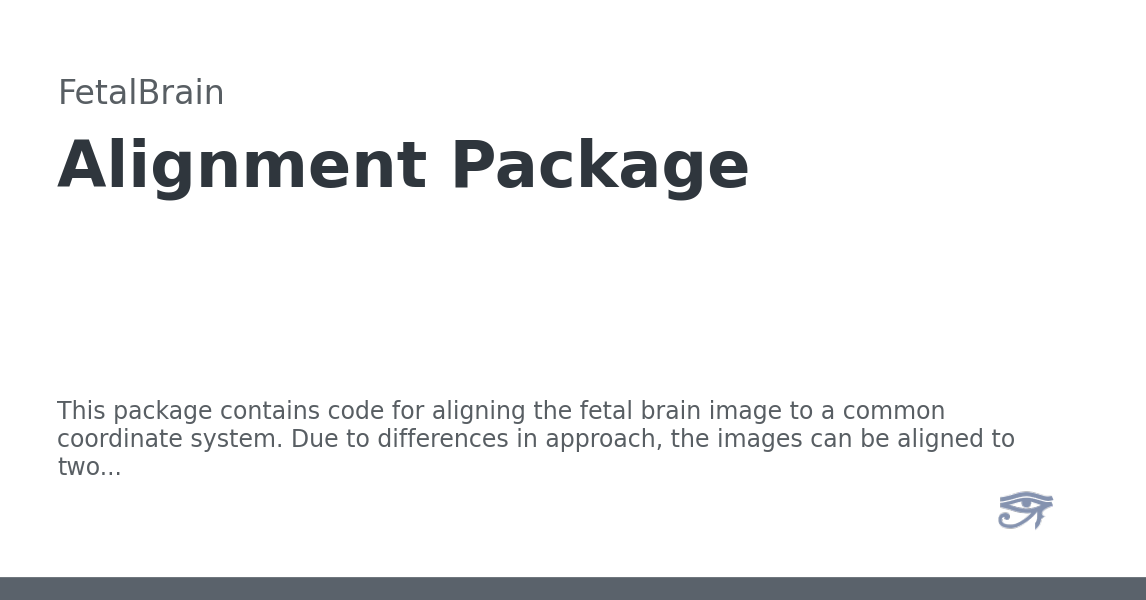 FetalBrain
Alignment Package
This package contains code for aligning the fetal brain image to a common
coordinate system. Due to differences in approach, the images can be aligned to
two...